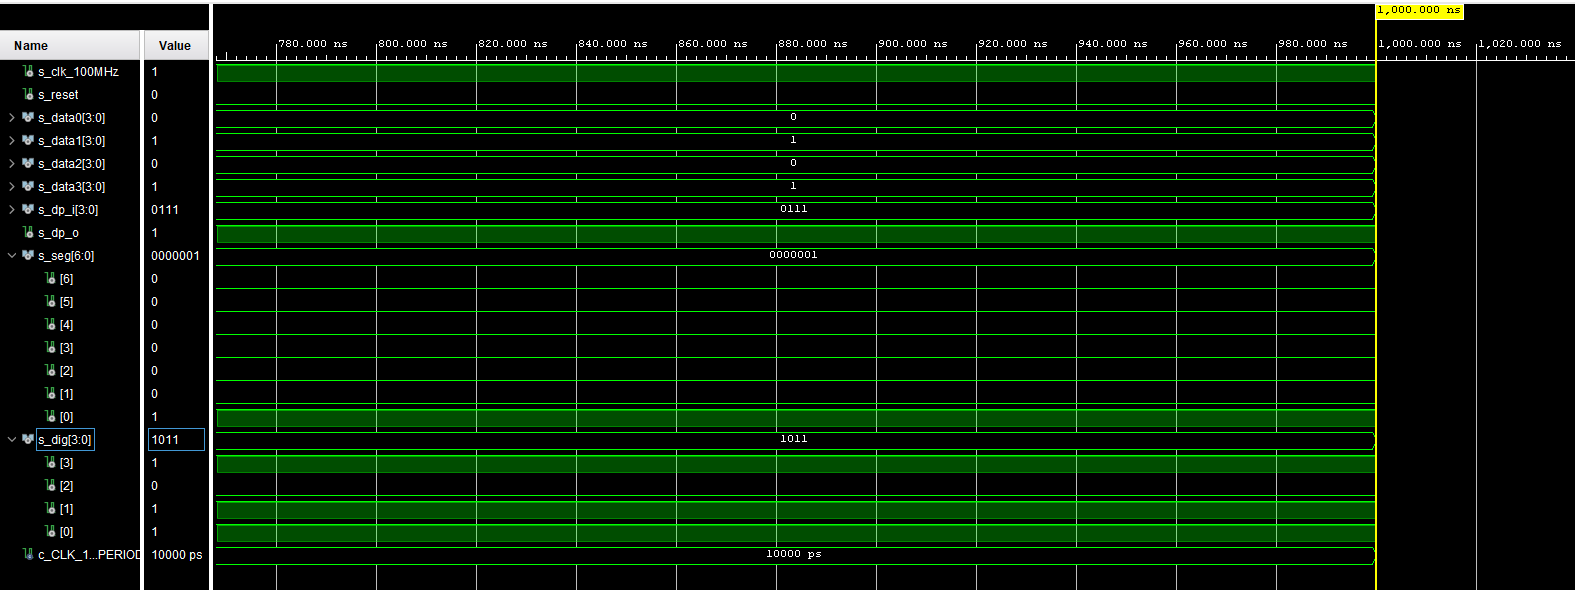 1,000.000 ns
Name Value 780.000 ns 800.000 ns 820.000 ns 840.000 ns 860.000 ns 880.000 ns 900.000 ns 920.000 ns 940.000 ns 960.000 ns 980.000 ns 1,000.000 ns 1,020.000 ns
s_clk_100MHz 1
s_reset 0
s_data0[3:0] 0 0
s_data1[3:0] 1 1
s_data2[3:0] 0 0
s_data3[3:0] 1 1
s_dp_i[3:0] 0111 0111
s_dp_o 1
s_seg[6:0] 0000001 0000001
[6] 0
[5] 0
[4] 0
[3] 0
[2] 0
[1] 0
[0] 1
s_dig[3:0] 1011 1011
[3] 1
[2] 0
[1] 1
[0] 1
c_CLK_1...PERIOD 10000 ps 10000 ps